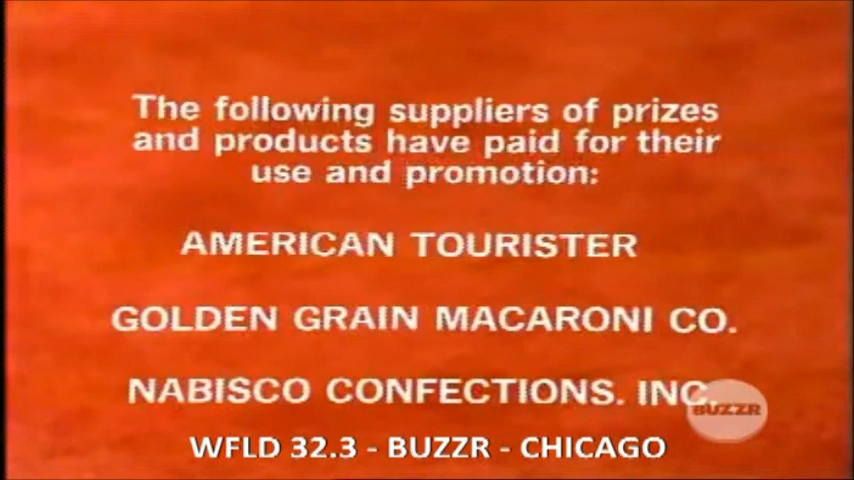 The following suppliers of prizes
and products have paid for their
use and promotion:
AMERICAN TOURISTER
GOLDEN GRAIN MACARONI CO.
NABISCO CONFECTIONS. INC.
BUZZR
WFLD 32.3 - BUZZR - CHICAGO